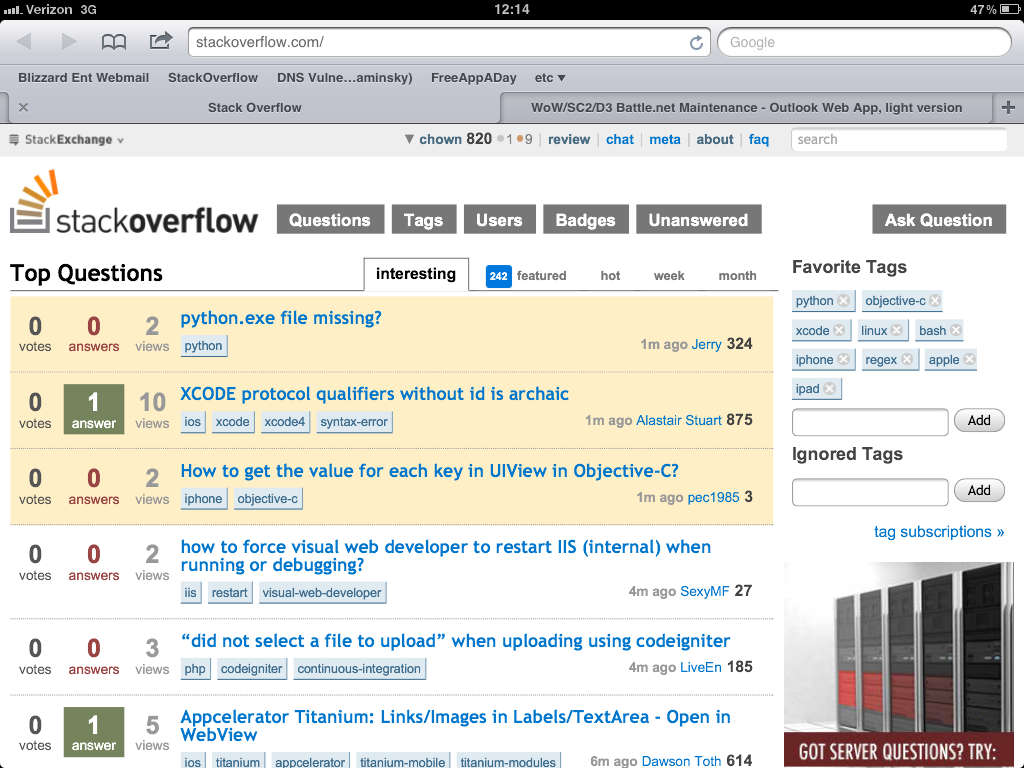 Verizon 3G 12:14 47%
stackoverflow.com/ Google
Blizzard Ent Webmail StackOverflow DNS Vulne…aminsky) FreeAppADay etc ▼
Stack Overflow WoW/SC2/D3 Battle.net Maintenance - Outlook Web App, light version
StackExchange chown 820 1 9 | review | chat | meta | about | faq search
stackoverflow Questions Tags Users Badges Unanswered Ask Question
Top Questions interesting 242 featured hot week month
0 votes 0 answers 2 views python.exe file missing?
python 1m ago Jerry 324
0 votes 1 answer 10 views XCODE protocol qualifiers without id is archaic
ios xcode xcode4 syntax-error 1m ago Alastair Stuart 875
0 votes 0 answers 2 views How to get the value for each key in UIView in Objective-C?
iphone objective-c 1m ago pec1985 3
0 votes 0 answers 2 views how to force visual web developer to restart IIS (internal) when
running or debugging?
iis restart visual-web-developer 4m ago SexyMF 27
0 votes 0 answers 3 views “did not select a file to upload” when uploading using codeigniter
php codeigniter continuous-integration 4m ago LiveEn 185
0 votes 1 answer 5 views Appcelerator Titanium: Links/Images in Labels/TextArea - Open in
WebView
ios titanium appcelerator titanium-mobile titanium-modules 6m ago Dawson Toth 614
Favorite Tags
python objective-c
xcode linux bash
iphone regex apple
ipad
Add
Ignored Tags
Add
tag subscriptions »
GOT SERVER QUESTIONS? TRY: